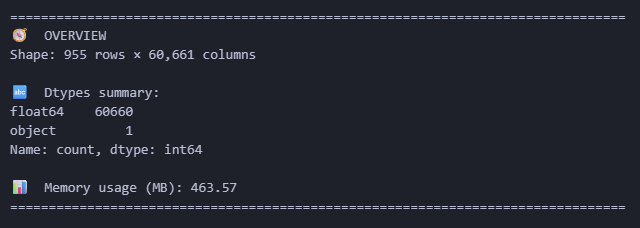 ================================================================================
🧭 OVERVIEW
Shape: 955 rows × 60,661 columns
🔤 Dtypes summary:
float64    60660
object         1
Name: count, dtype: int64
📊 Memory usage (MB): 463.57
================================================================================